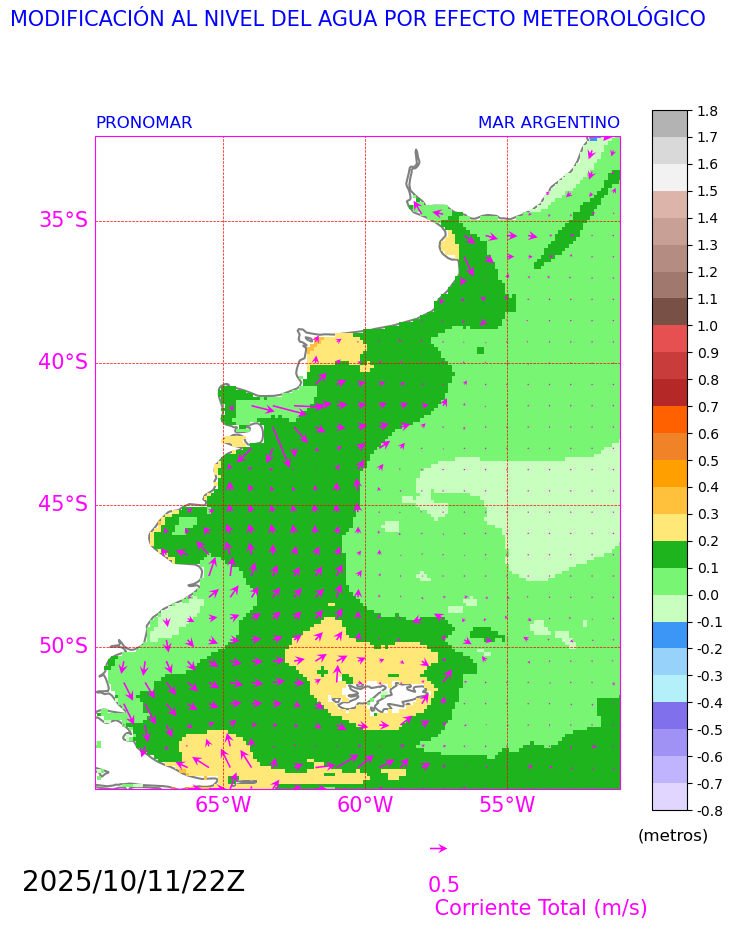 MODIFICACIÓN AL NIVEL DEL AGUA POR EFECTO METEOROLÓGICO
PRONOMAR MAR ARGENTINO
35°S
40°S
45°S
50°S
65°W 60°W 55°W
1.8
1.7
1.6
1.5
1.4
1.3
1.2
1.1
1.0
0.9
0.8
0.7
0.6
0.5
0.4
0.3
0.2
0.1
0.0
-0.1
-0.2
-0.3
-0.4
-0.5
-0.6
-0.7
-0.8
(metros)
2025/10/11/22Z
0.5
Corriente Total (m/s)